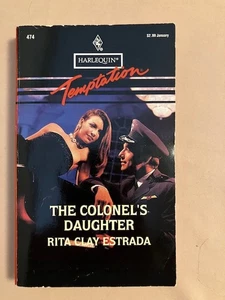 474
$2.99 January
HARLEQUIN®
Temptation
THE COLONEL'S
DAUGHTER
RITA CLAY ESTRADA